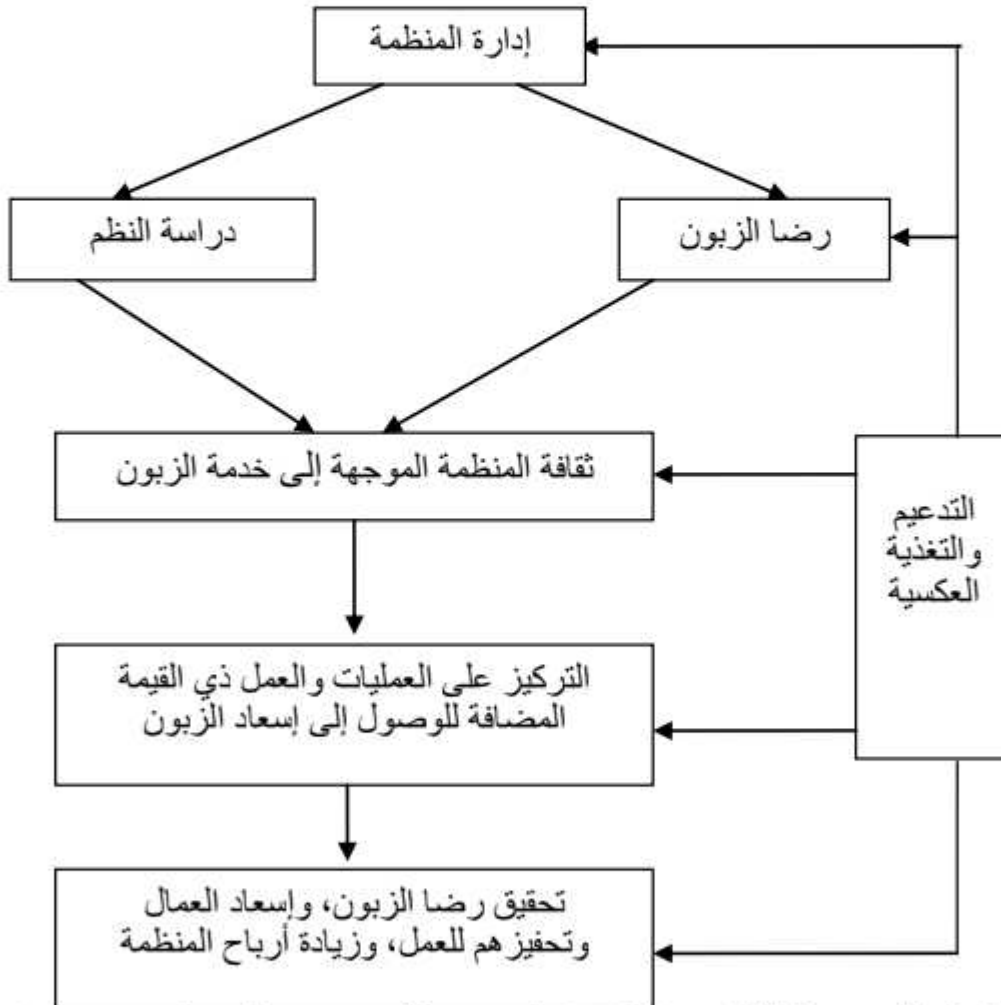 إدارة المنظمة
رضا الزبون
دراسة النظم
ثقافة المنظمة الموجهة إلى خدمة الزبون
التدعيم
والتغذية
العكسية
التركيز على العمليات والعمل ذي القيمة
المضافة للوصول إلى إسعاد الزبون
تحقيق رضا الزبون، وإسعاد العمال
وتحفيزهم للعمل، وزيادة أرباح المنظمة